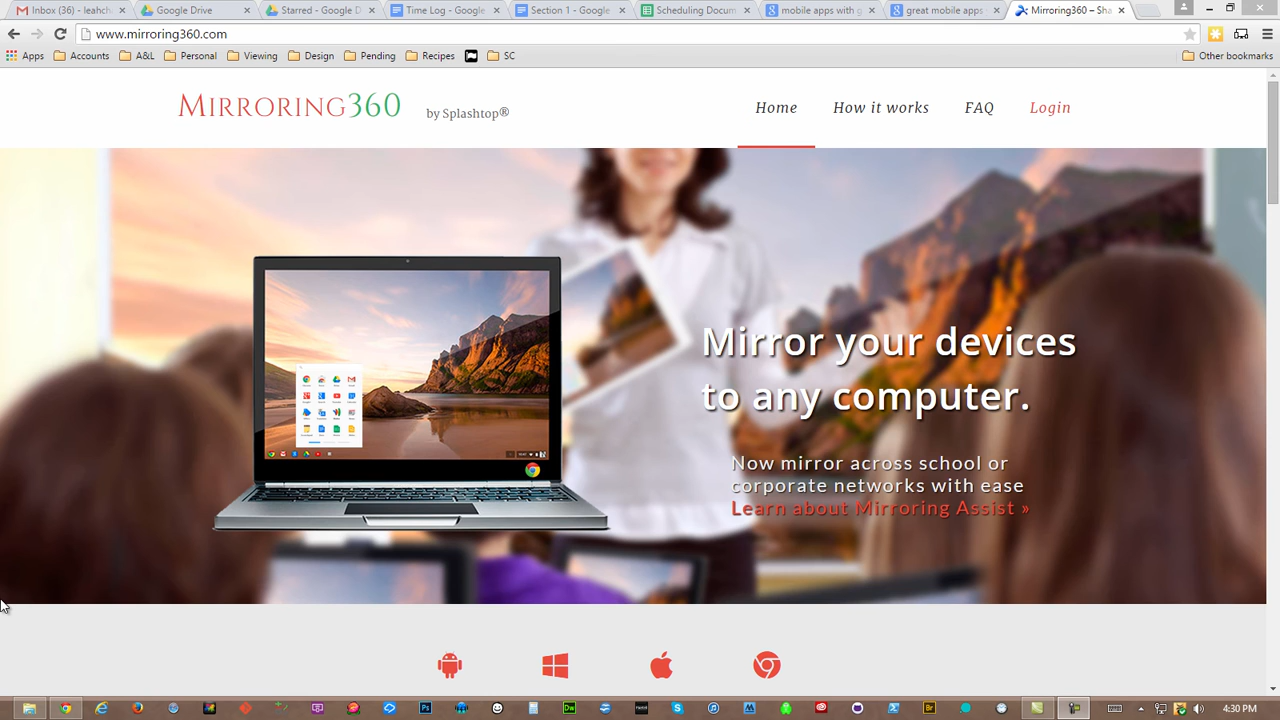 Inbox (36) - leahch
Google Drive
Starred - Google D
Time Log - Google
Section 1 - Google
Scheduling Docum
mobile apps with g
great mobile apps
Mirroring360 – Sha
www.mirroring360.com
Apps
Accounts
A&L
Personal
Viewing
Design
Pending
Recipes
SC
Other bookmarks
MIRRORING360
by Splashtop®
Home
How it works
FAQ
Login
Mirror your devices
to any computer.
Now mirror across school or
corporate networks with ease
Learn about Mirroring Assist »
4:30 PM